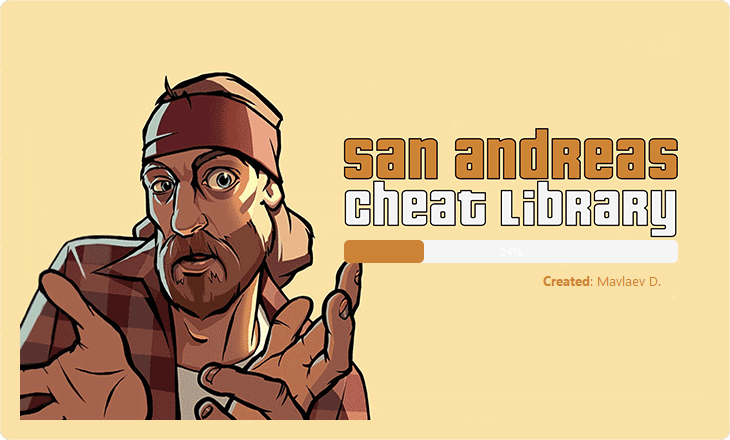 San Andreas
Cheat Library
24%
Created: Mavlaev D.